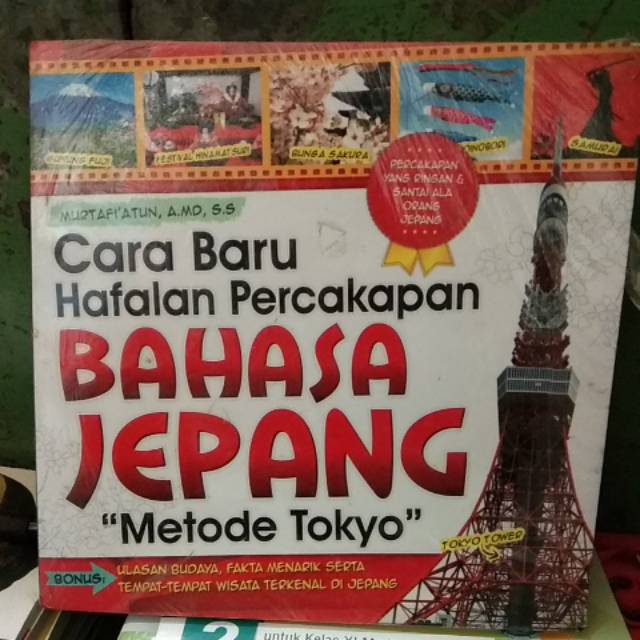 GUNUNG FUJI
FESTIVAL HINAMATSURI
BUNGA SAKURA
KOINOBORI
SAMURAI
PERCAKAPAN
YANG RINGAN &
SANTAI ALA
ORANG
JEPANG
MURTAFI'ATUN, A.MD, S.S
Cara Baru
Hafalan Percakapan
BAHASA
JEPANG
"Metode Tokyo"
TOKYO TOWER
BONUS:
ULASAN BUDAYA, FAKTA MENARIK SERTA
TEMPAT-TEMPAT WISATA TERKENAL DI JEPANG
2
untuk Kelas XI